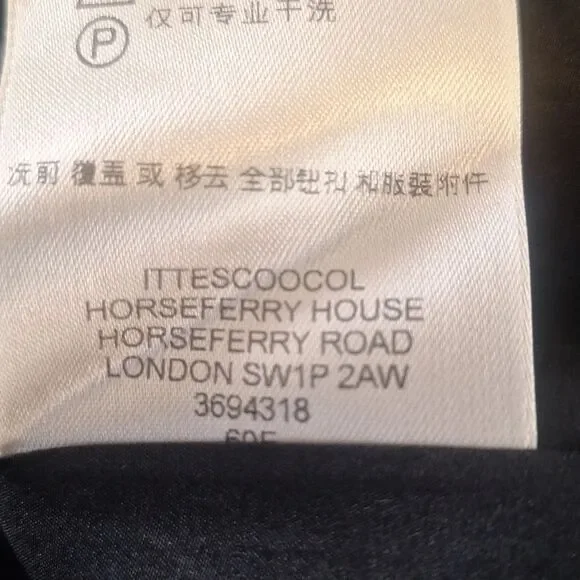 P
仅可专业干洗
洗前 覆盖 或 移去 全部钮扣 和服装附件
ITTESCOOCOL
HORSEFERRY HOUSE
HORSEFERRY ROAD
LONDON SW1P 2AW
3694318